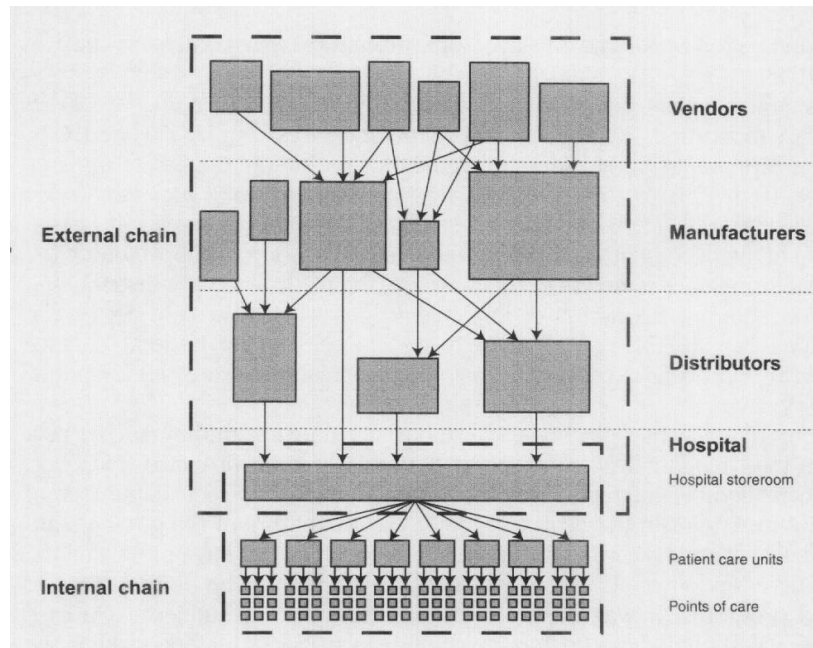 Vendors
External chain
Manufacturers
Distributors
Hospital
Hospital storeroom
Patient care units
Internal chain
Points of care